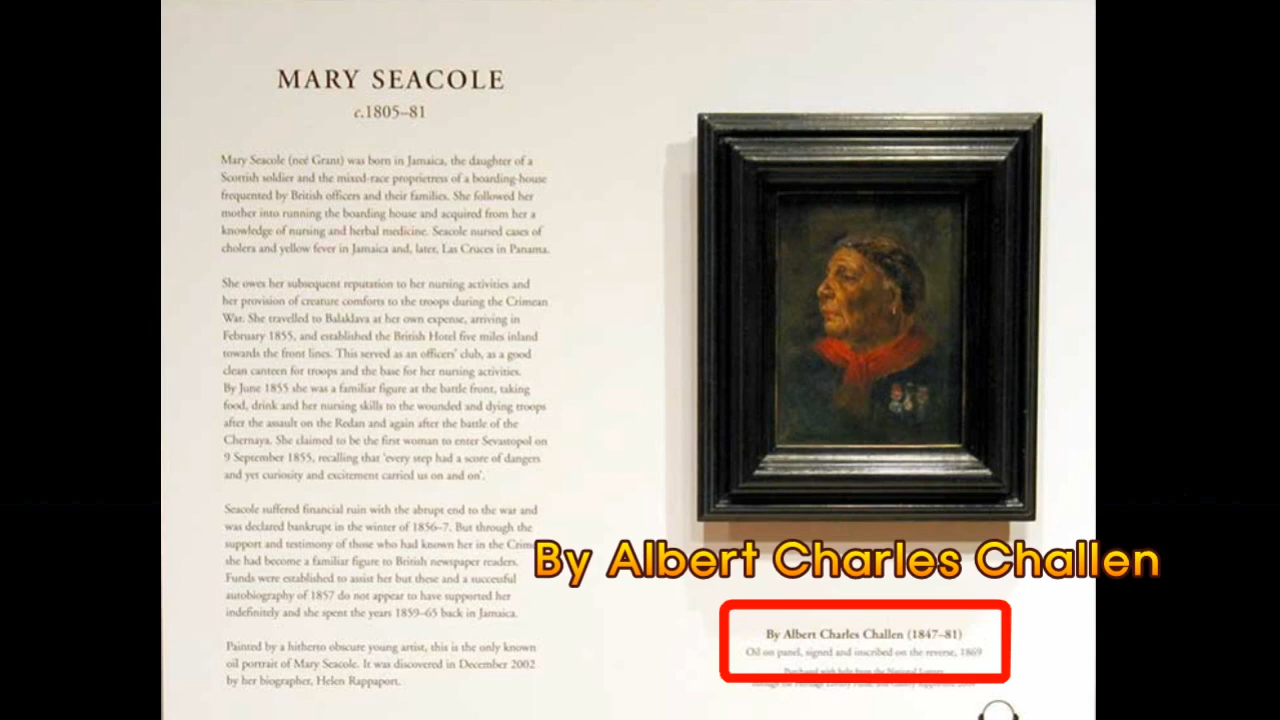 MARY SEACOLE
c.1805–81
Mary Seacole (neé Grant) was born in Jamaica, the daughter of a
Scottish soldier and the mixed-race proprietress of a boarding-house
frequented by British officers and their families. She followed her
mother into running the boarding house and acquired from her a
knowledge of nursing and herbal medicine. Seacole nursed cases of
cholera and yellow fever in Jamaica and, later, Las Cruces in Panama.
She owes her subsequent reputation to her nursing activities and
her provision of creature comforts to the troops during the Crimean
War. She travelled to Balaklava at her own expense, arriving in
February 1855, and established the British Hotel five miles inland
towards the front lines. This served as an officers' club, as a good
clean canteen for troops and the base for her nursing activities.
By June 1855 she was a familiar figure at the battle front, taking
food, drink and her nursing skills to the wounded and dying troops
after the assault on the Redan and again after the battle of the
Chernaya. She claimed to be the first woman to enter Sevastopol on
9 September 1855, recalling that 'every step had a score of dangers
and yet curiosity and excitement carried us on and on'.
Seacole suffered financial ruin with the abrupt end to the war and
was declared bankrupt in the winter of 1856–7. But through the
support and testimony of those who had known her in the Crime
she had become a familiar figure to British newspaper readers.
Funds were established to assist her but these and a successful
autobiography of 1857 do not appear to have supported her
indefinitely and she spent the years 1859–65 back in Jamaica.
Painted by a hitherto obscure young artist, this is the only known
oil portrait of Mary Seacole. It was discovered in December 2002
by her biographer, Helen Rappaport.
By Albert Charles Challen
By Albert Charles Challen (1847–81)
Oil on panel, signed and inscribed on the reverse, 1869
Purchased with help from the National Lottery
through the Heritage Lottery Fund, and Gallery supporters